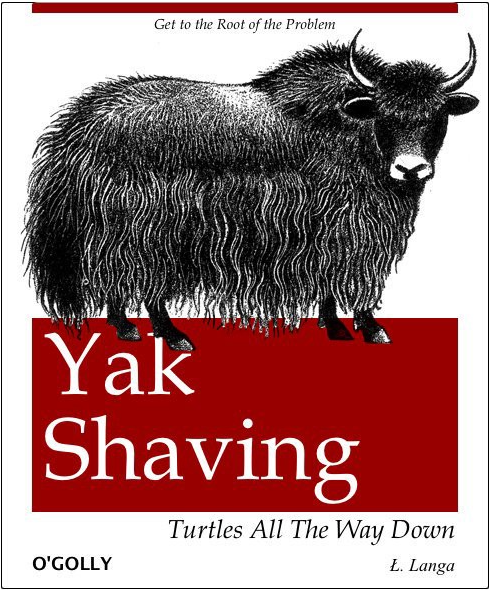 Get to the Root of the Problem
Yak
Shaving
Turtles All The Way Down
O'GOLLY
Ł. Langa